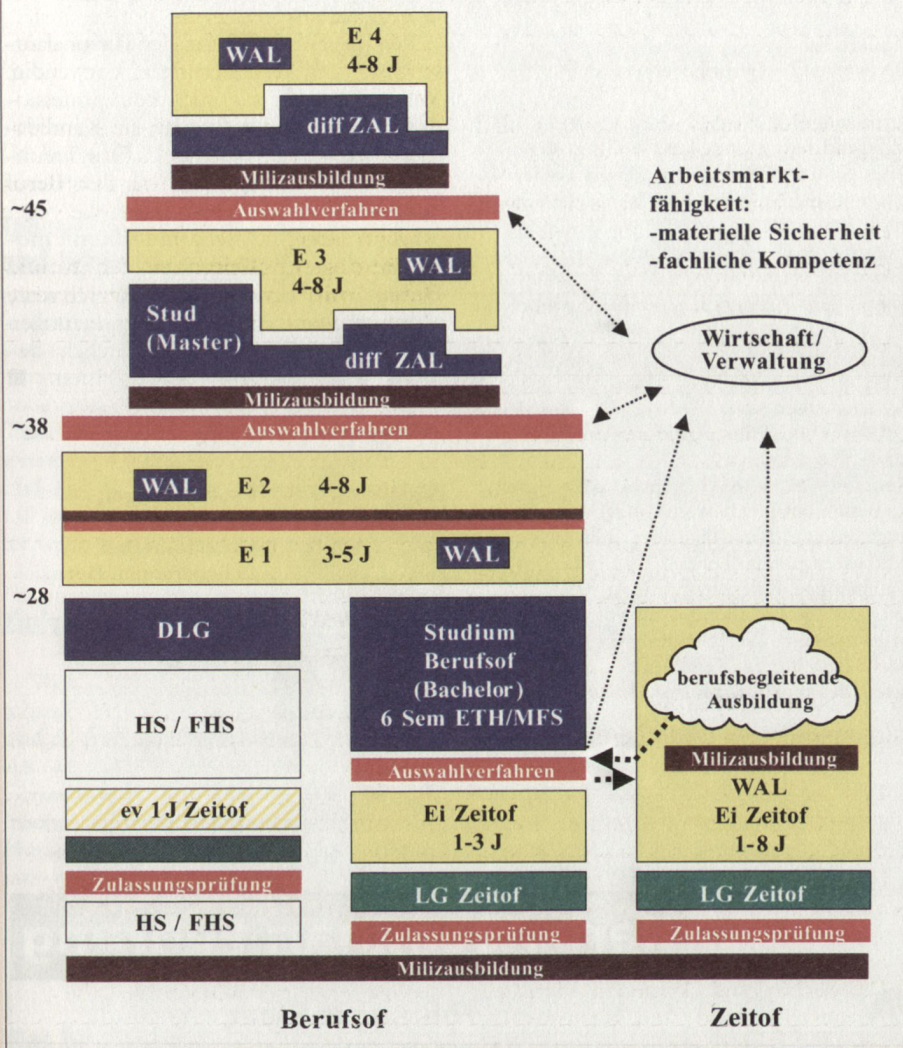 E 4
WAL
4-8 J
diff ZAL
Milizausbildung
~45
Auswahlverfahren
Arbeitsmarkt-
fähigkeit:
-materielle Sicherheit
-fachliche Kompetenz
E 3
WAL
4-8 J
Stud
(Master)
diff ZAL
Wirtschaft/
Verwaltung
Milizausbildung
~38
Auswahlverfahren
WAL E 2 4-8 J
E 1 3-5 J WAL
~28
DLG
Studium
Berufsof
(Bachelor)
6 Sem ETH/MFS
berufsbegleitende
Ausbildung
HS / FHS
Auswahlverfahren
Milizausbildung
WAL
Ei Zeitof
1-8 J
ev 1 J Zeitof
Ei Zeitof
1-3 J
Zulassungsprüfung
LG Zeitof
LG Zeitof
HS / FHS
Zulassungsprüfung
Zulassungsprüfung
Milizausbildung
Berufsof
Zeitof